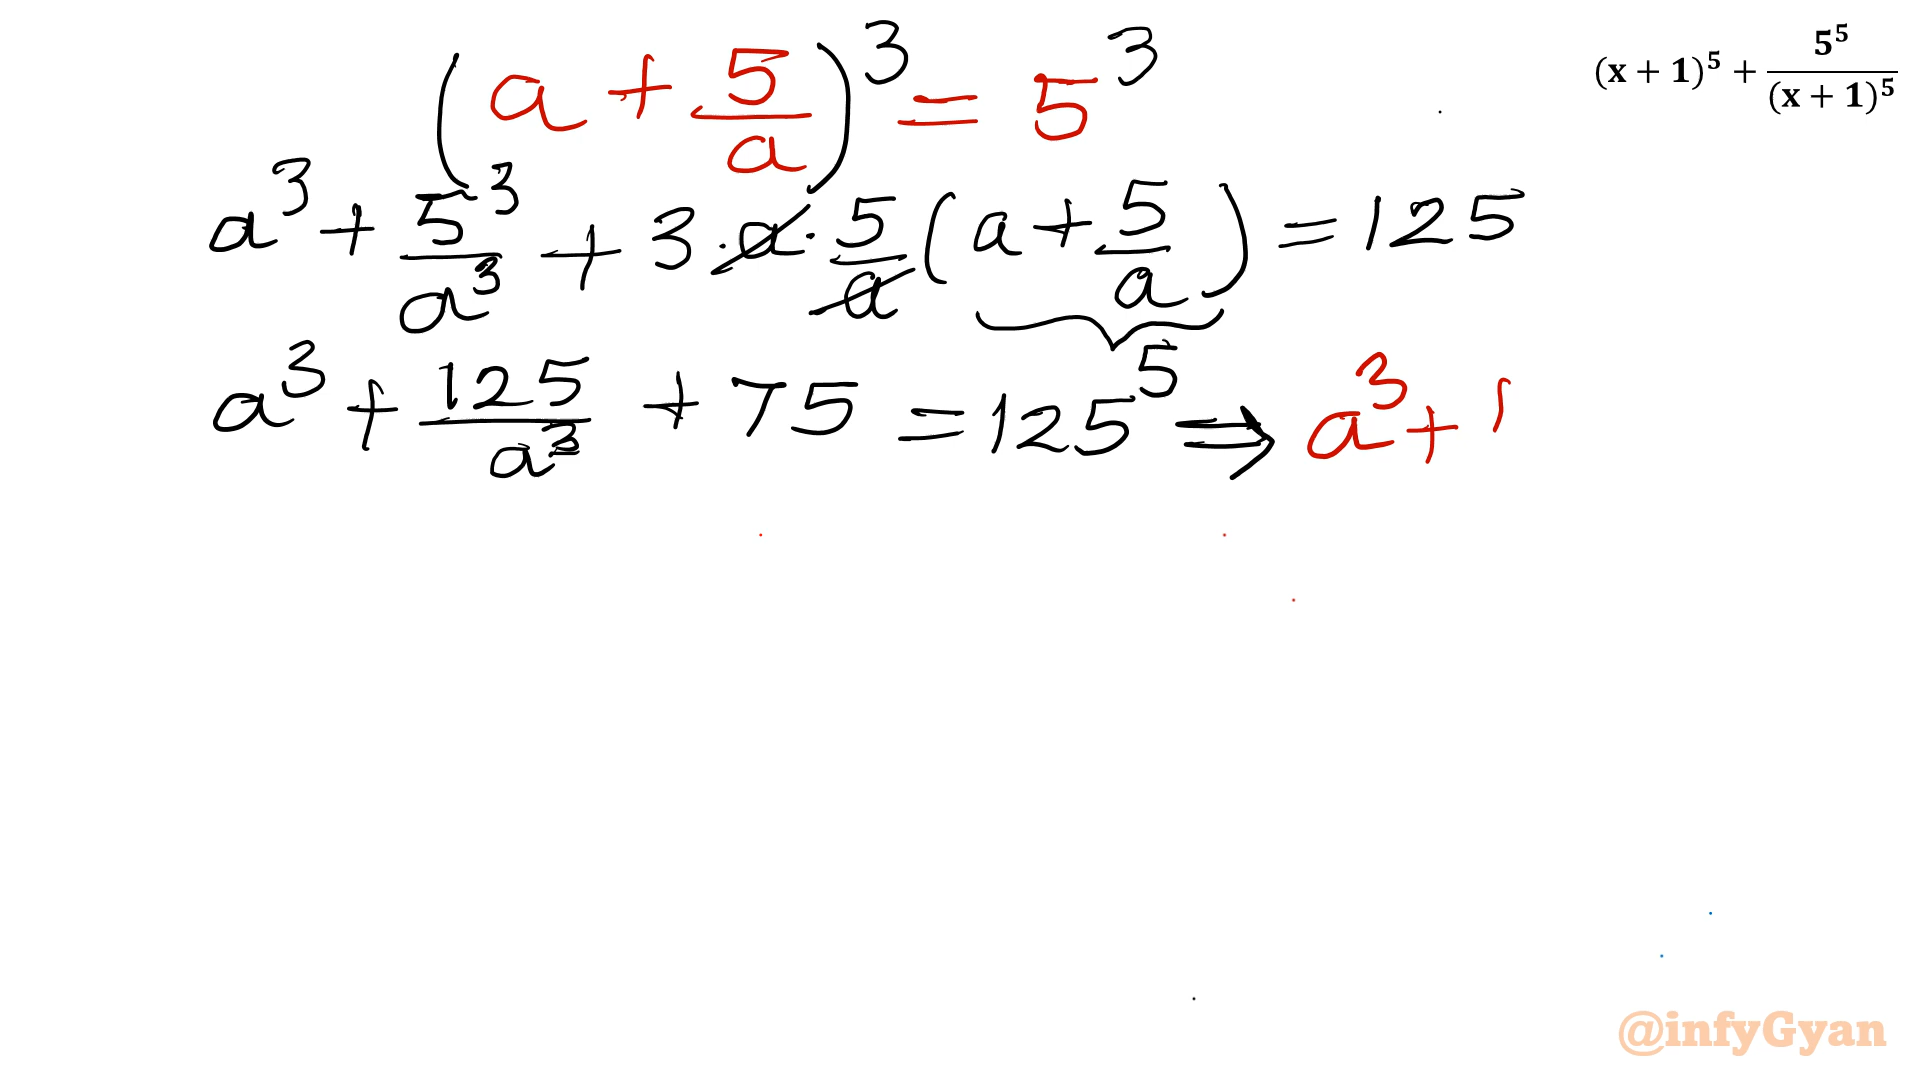 (a + 5/a)³ = 5³
(x + 1)⁵ + 5⁵/(x + 1)⁵
a³ + 5³/a³ + 3 · a · 5/a (a + 5/a) = 125
5
a³ + 125/a³ + 75 = 125 ⇒ a³ +
@infyGyan